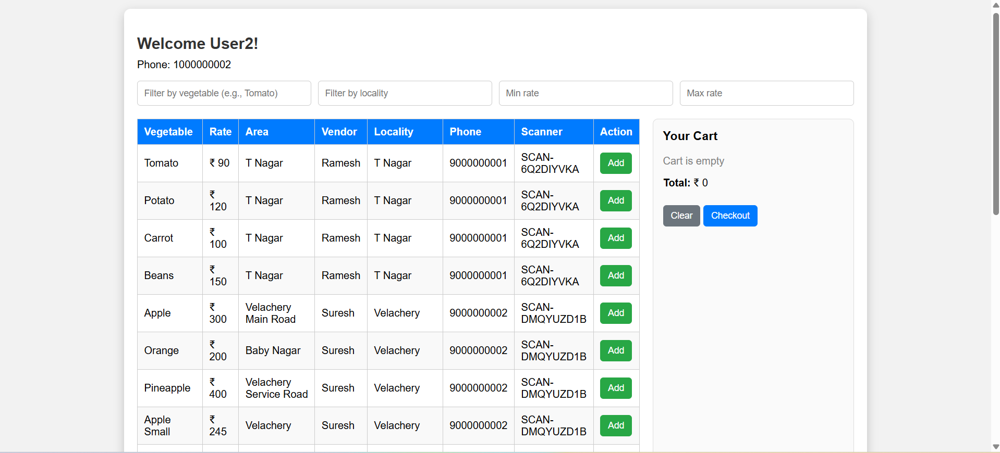 Welcome User2!
Phone: 1000000002
Filter by vegetable (e.g., Tomato) Filter by locality Min rate Max rate
Vegetable Rate Area Vendor Locality Phone Scanner Action
Tomato ₹ 90 T Nagar Ramesh T Nagar 9000000001 SCAN-6Q2DIYVKA Add
Potato ₹ 120 T Nagar Ramesh T Nagar 9000000001 SCAN-6Q2DIYVKA Add
Carrot ₹ 100 T Nagar Ramesh T Nagar 9000000001 SCAN-6Q2DIYVKA Add
Beans ₹ 150 T Nagar Ramesh T Nagar 9000000001 SCAN-6Q2DIYVKA Add
Apple ₹ 300 Velachery Main Road Suresh Velachery 9000000002 SCAN-DMQYUZD1B Add
Orange ₹ 200 Baby Nagar Suresh Velachery 9000000002 SCAN-DMQYUZD1B Add
Pineapple ₹ 400 Velachery Service Road Suresh Velachery 9000000002 SCAN-DMQYUZD1B Add
Apple Small ₹ 245 Velachery Suresh Velachery 9000000002 SCAN-DMQYUZD1B Add
Your Cart
Cart is empty
Total: ₹ 0
Clear Checkout